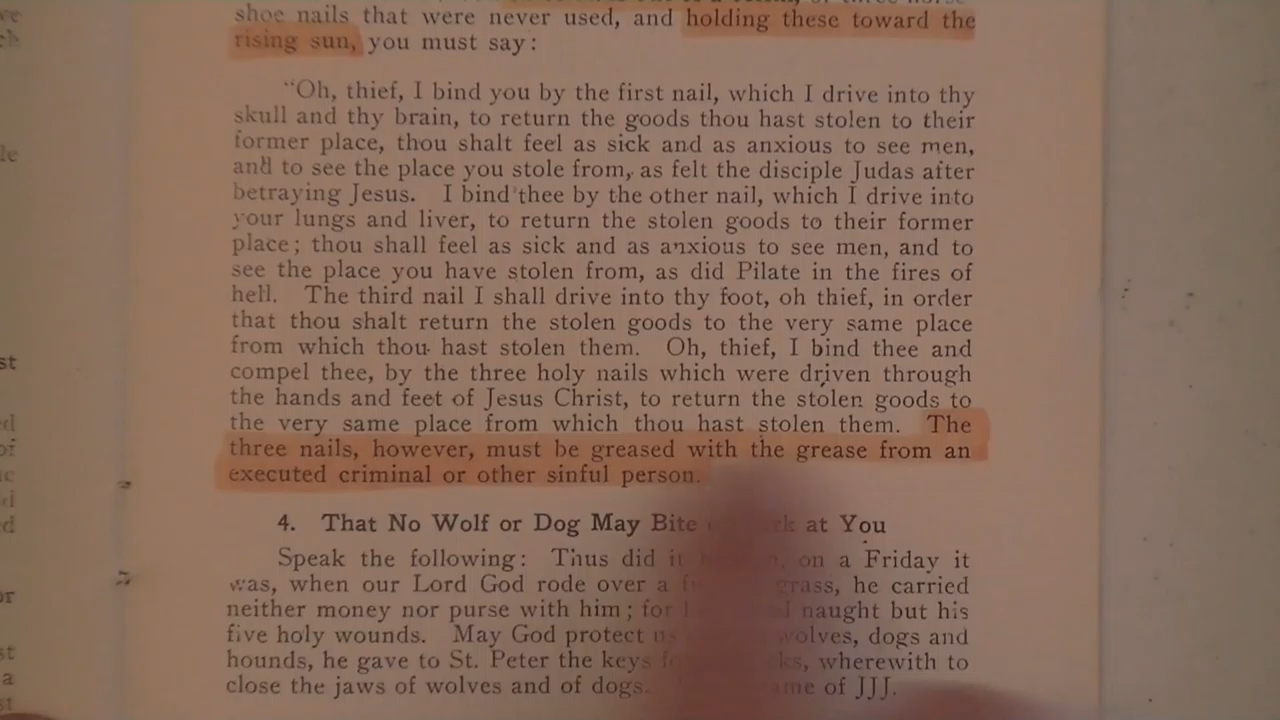 shoe nails that were never used, and holding these toward the
rising sun, you must say:
"Oh, thief, I bind you by the first nail, which I drive into thy
skull and thy brain, to return the goods thou hast stolen to their
former place, thou shalt feel as sick and as anxious to see men,
and to see the place you stole from, as felt the disciple Judas after
betraying Jesus. I bind thee by the other nail, which I drive into
your lungs and liver, to return the stolen goods to their former
place; thou shall feel as sick and as anxious to see men, and to
see the place you have stolen from, as did Pilate in the fires of
hell. The third nail I shall drive into thy foot, oh thief, in order
that thou shalt return the stolen goods to the very same place
from which thou hast stolen them. Oh, thief, I bind thee and
compel thee, by the three holy nails which were driven through
the hands and feet of Jesus Christ, to return the stolen goods to
the very same place from which thou hast stolen them. The
three nails, however, must be greased with the grease from an
executed criminal or other sinful person.
4. That No Wolf or Dog May Bite at You
Speak the following: Thus did it on a Friday it
was, when our Lord God rode over a grass, he carried
neither money nor purse with him; for naught but his
five holy wounds. May God protect us wolves, dogs and
hounds, he gave to St. Peter the keys wherewith to
close the jaws of wolves and of dogs. of JJJ.